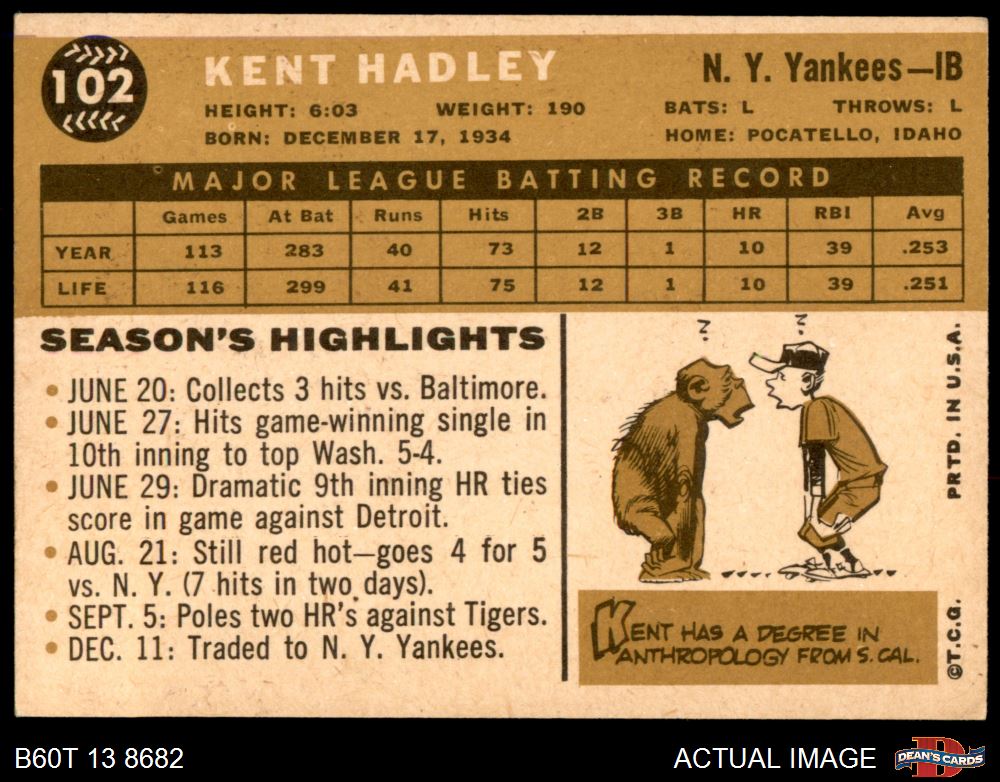 102
KENT HADLEY
N. Y. Yankees—IB
HEIGHT: 6:03 WEIGHT: 190 BATS: L THROWS: L
BORN: DECEMBER 17, 1934 HOME: POCATELLO, IDAHO
MAJOR LEAGUE BATTING RECORD
Games At Bat Runs Hits 2B 3B HR RBI Avg
YEAR 113 283 40 73 12 1 10 39 .253
LIFE 116 299 41 75 12 1 10 39 .251
SEASON'S HIGHLIGHTS
• JUNE 20: Collects 3 hits vs. Baltimore.
• JUNE 27: Hits game-winning single in
10th inning to top Wash. 5-4.
• JUNE 29: Dramatic 9th inning HR ties
score in game against Detroit.
• AUG. 21: Still red hot—goes 4 for 5
vs. N. Y. (7 hits in two days).
• SEPT. 5: Poles two HR's against Tigers.
• DEC. 11: Traded to N. Y. Yankees.
? ?
? ?
KENT HAS A DEGREE IN
ANTHROPOLOGY FROM S. CAL.
©T.C.G. PRTD. IN U.S.A.
B60T 13 8682
ACTUAL IMAGE
D
DEAN'S CARDS